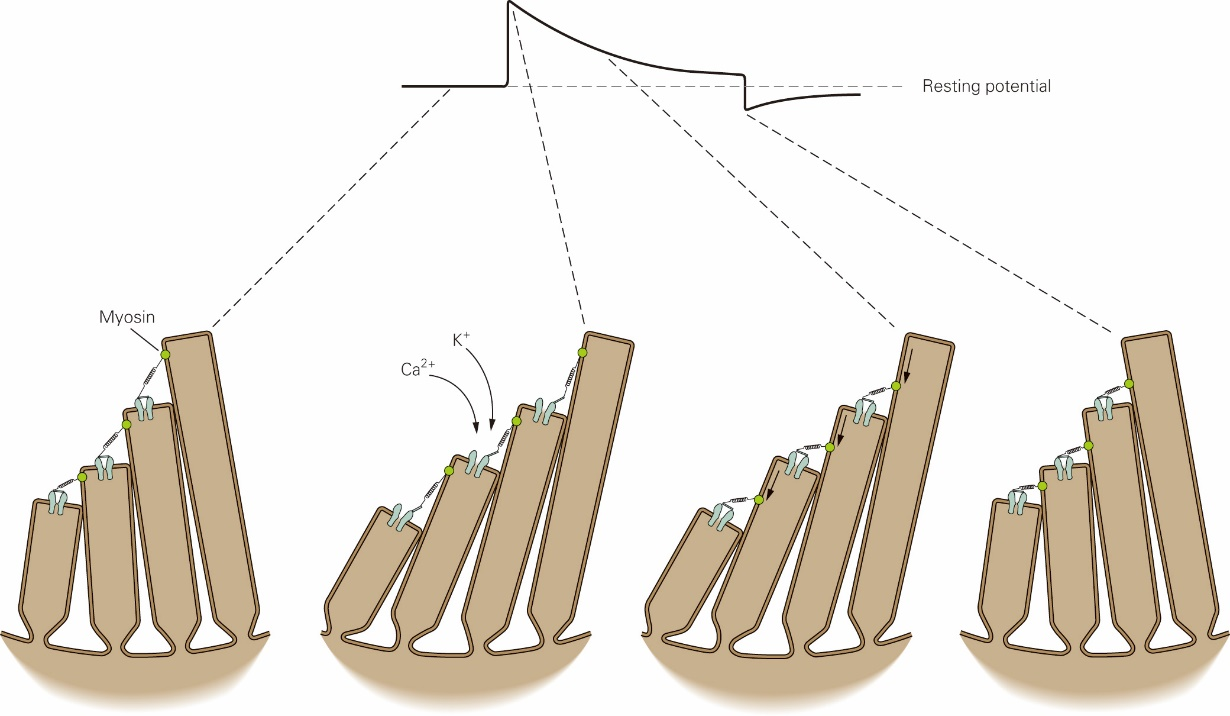 Resting potential
Myosin
K⁺
Ca²⁺